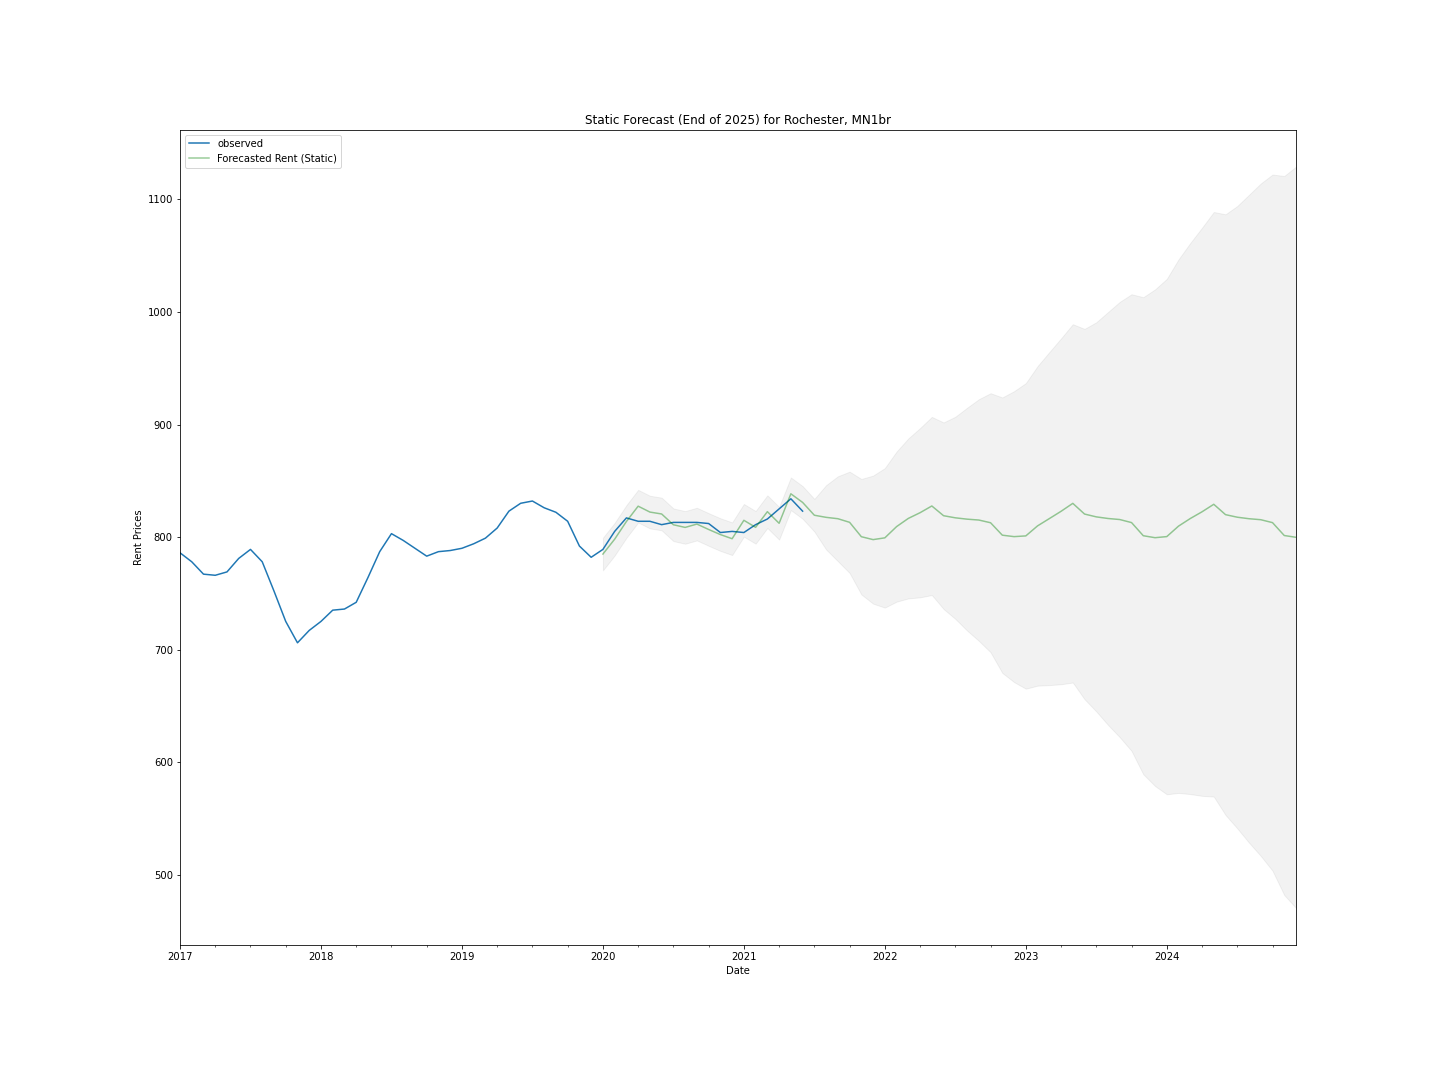 Static Forecast (End of 2025) for Rochester, MN1br
observed
Forecasted Rent (Static)
1100
1000
900
800
700
600
500
Rent Prices
2017 2018 2019 2020 2021 2022 2023 2024
Date